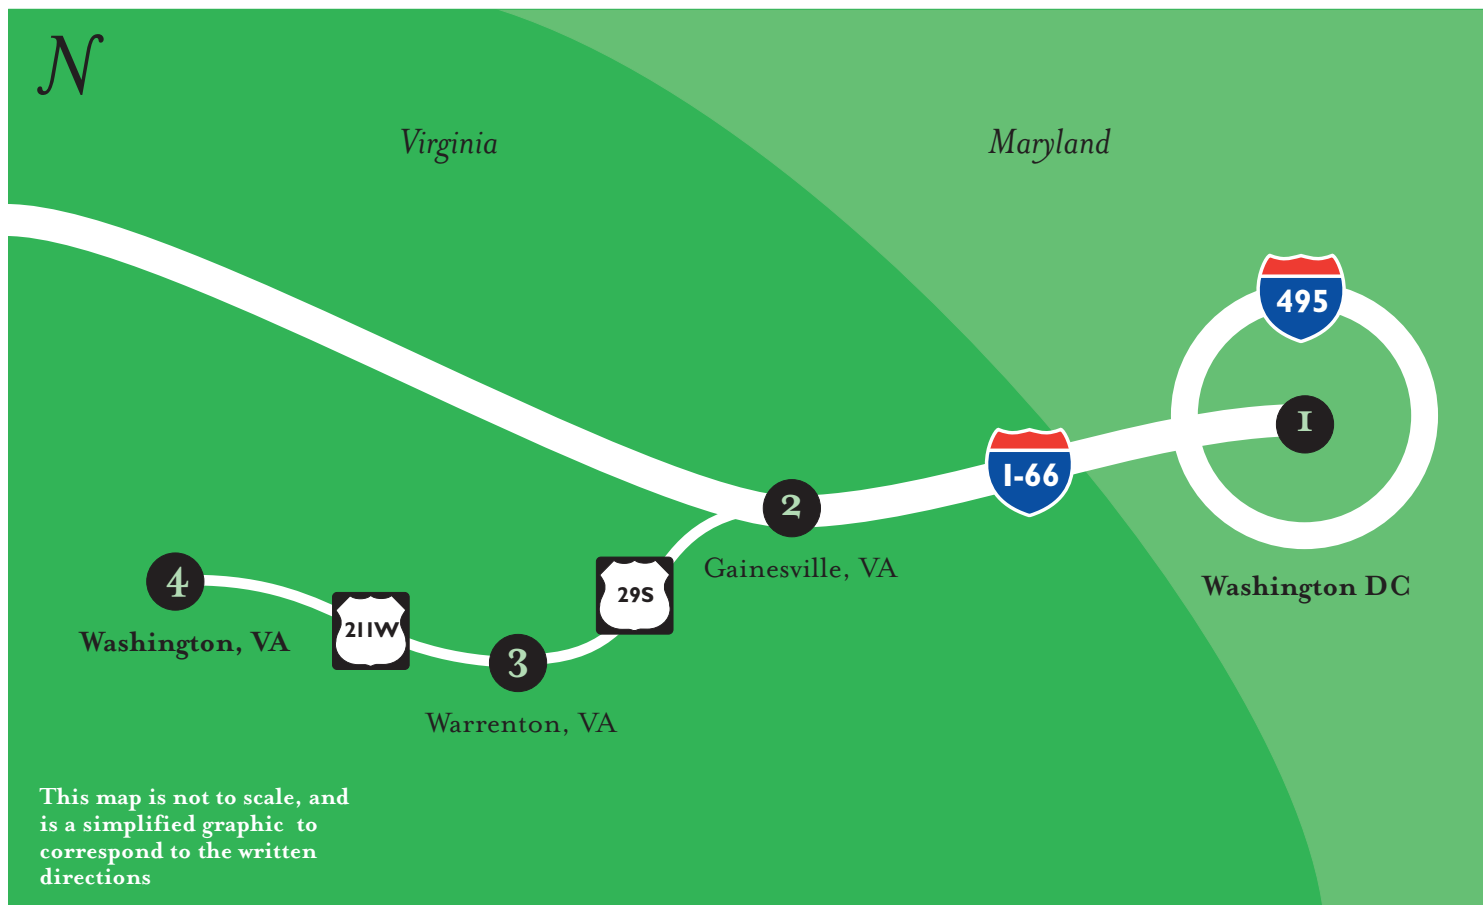 N
Virginia
Maryland
495
1
I-66
2
Gainesville, VA
Washington DC
4
29S
Washington, VA
211W
3
Warrenton, VA
This map is not to scale, and
is a simplified graphic to
correspond to the written
directions